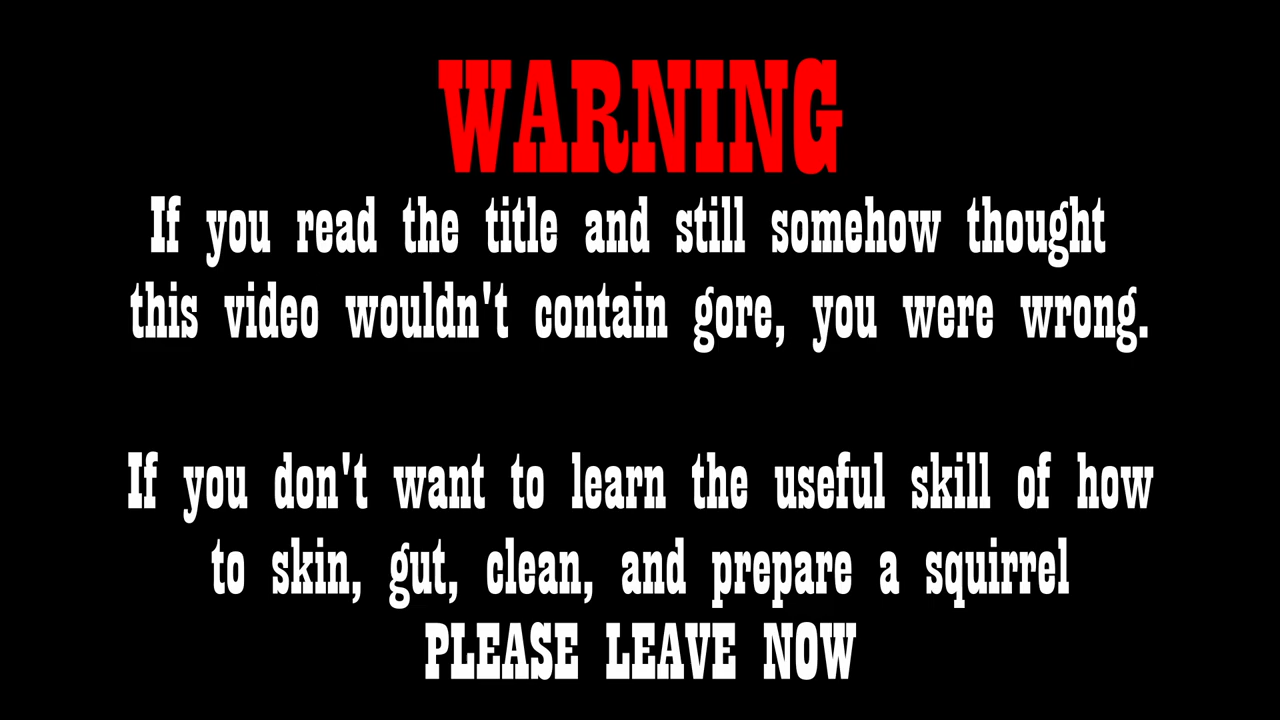 WARNING
If you read the title and still somehow thought
this video wouldn't contain gore, you were wrong.
If you don't want to learn the useful skill of how
to skin, gut, clean, and prepare a squirrel
PLEASE LEAVE NOW